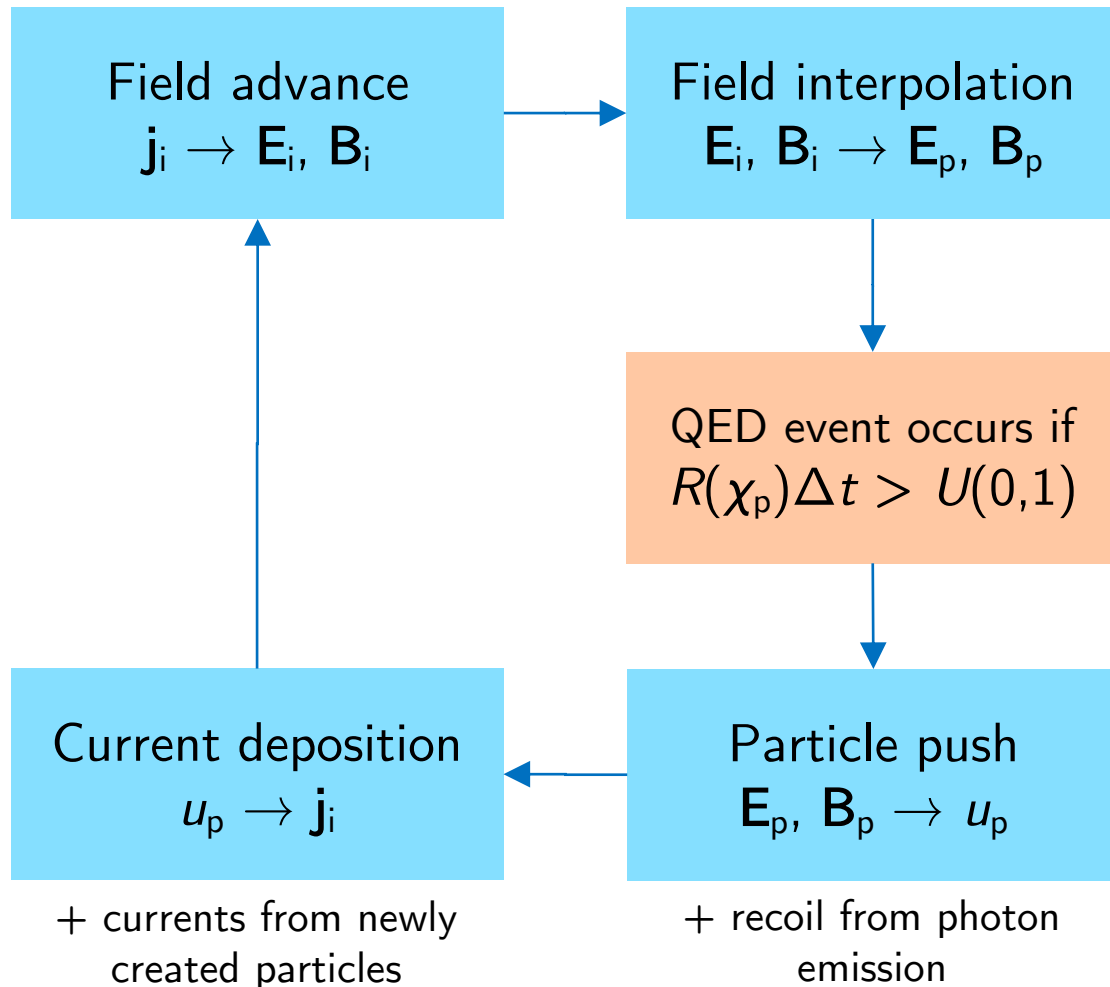 Field advance
𝐣ᵢ → 𝐄ᵢ, 𝐁ᵢ
Field interpolation
𝐄ᵢ, 𝐁ᵢ → 𝐄ₚ, 𝐁ₚ
QED event occurs if
R(χₚ)Δt > U(0,1)
Particle push
𝐄ₚ, 𝐁ₚ → uₚ
+ recoil from photon
emission
Current deposition
uₚ → 𝐣ᵢ
+ currents from newly
created particles